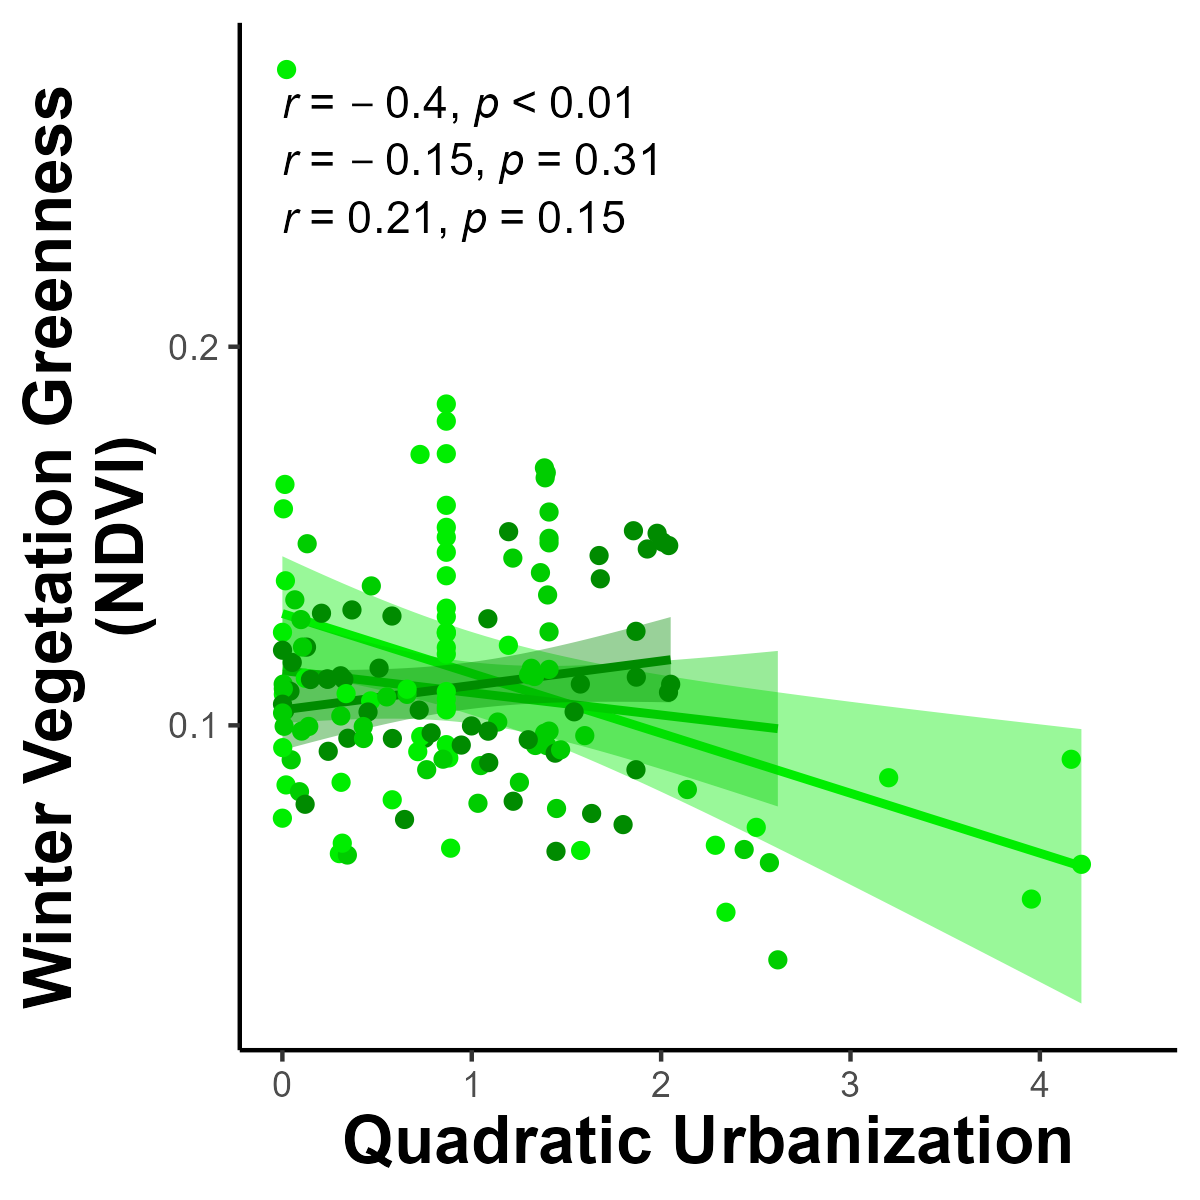 r = − 0.4, p < 0.01
r = − 0.15, p = 0.31
r = 0.21, p = 0.15
Winter Vegetation Greenness
(NDVI)
0.2
0.1
0 1 2 3 4
Quadratic Urbanization